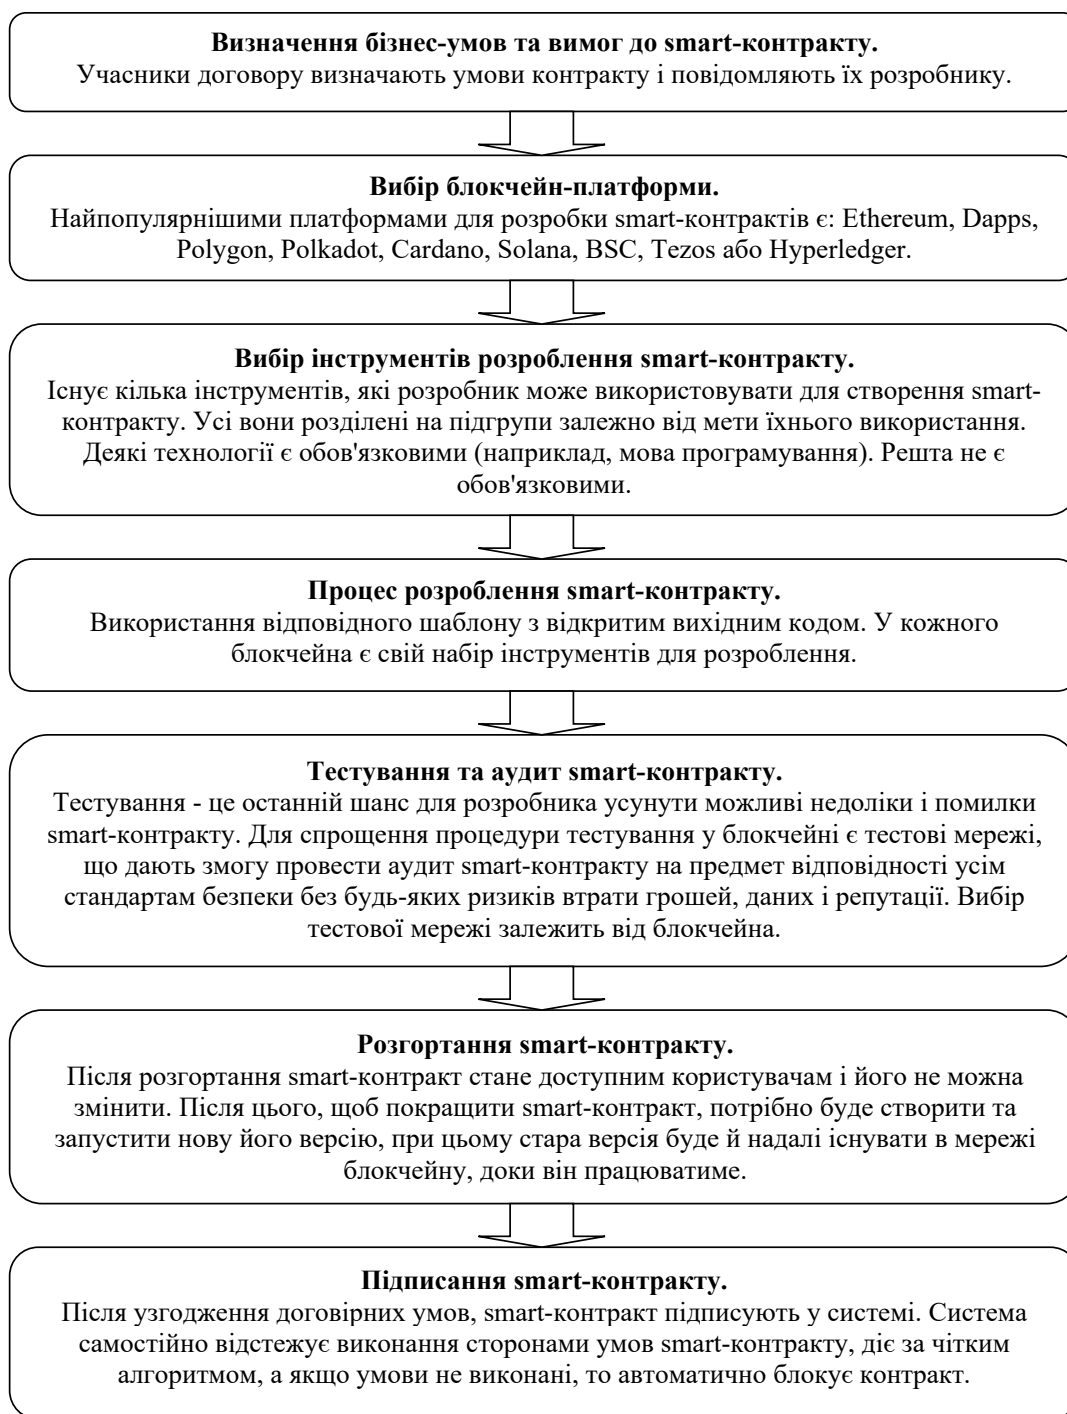 Визначення бізнес-умов та вимог до smart-контракту.
Учасники договору визначають умови контракту і повідомляють їх розробнику.
Вибір блокчейн-платформи.
Найпопулярнішими платформами для розробки smart-контрактів є: Ethereum, Dapps,
Polygon, Polkadot, Cardano, Solana, BSC, Tezos або Hyperledger.
Вибір інструментів розроблення smart-контракту.
Існує кілька інструментів, які розробник може використовувати для створення smart-
контракту. Усі вони розділені на підгрупи залежно від мети їхнього використання.
Деякі технології є обов'язковими (наприклад, мова програмування). Решта не є
обов'язковими.
Процес розроблення smart-контракту.
Використання відповідного шаблону з відкритим вихідним кодом. У кожного
блокчейна є свій набір інструментів для розроблення.
Тестування та аудит smart-контракту.
Тестування - це останній шанс для розробника усунути можливі недоліки і помилки
smart-контракту. Для спрощення процедури тестування у блокчейні є тестові мережі,
що дають змогу провести аудит smart-контракту на предмет відповідності усім
стандартам безпеки без будь-яких ризиків втрати грошей, даних і репутації. Вибір
тестової мережі залежить від блокчейна.
Розгортання smart-контракту.
Після розгортання smart-контракт стане доступним користувачам і його не можна
змінити. Після цього, щоб покращити smart-контракт, потрібно буде створити та
запустити нову його версію, при цьому стара версія буде й надалі існувати в мережі
блокчейну, доки він працюватиме.
Підписання smart-контракту.
Після узгодження договірних умов, smart-контракт підписують у системі. Система
самостійно відстежує виконання сторонами умов smart-контракту, діє за чітким
алгоритмом, а якщо умови не виконані, то автоматично блокує контракт.